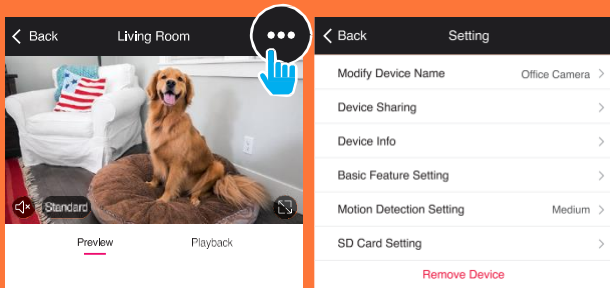 Back Living Room
Standard
Preview Playback
Back Setting
Modify Device Name Office Camera
Device Sharing
Device Info
Basic Feature Setting
Motion Detection Setting Medium
SD Card Setting
Remove Device